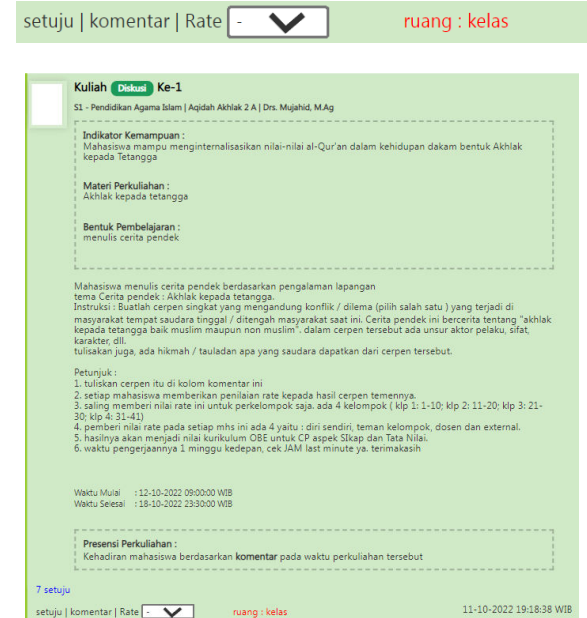 setuju | komentar | Rate - ruang : kelas
Kuliah Diskusi Ke-1
S1 - Pendidikan Agama Islam | Aqidah Akhlak 2 A | Drs. Mujahid, M.Ag
Indikator Kemampuan :
Mahasiswa mampu menginternalisasikan nilai-nilai al-Qur'an dalam kehidupan dakam bentuk Akhlak
kepada Tetangga
Materi Perkuliahan :
Akhlak kepada tetangga
Bentuk Pembelajaran :
menulis cerita pendek
Mahasiswa menulis cerita pendek berdasarkan pengalaman lapangan
tema Cerita pendek : Akhlak kepada tetangga.
Instruksi : Buatlah cerpen singkat yang mengandung konflik / dilema (pilih salah satu ) yang terjadi di
masyarakat tempat saudara tinggal / ditengah masyarakat saat ini. Cerita pendek ini bercerita tentang "akhlak
kepada tetangga baik muslim maupun non muslim". dalam cerpen tersebut ada unsur aktor pelaku, sifat,
karakter, dll.
tulisakan juga, ada hikmah / tauladan apa yang saudara dapatkan dari cerpen tersebut.
Petunjuk :
1. tuliskan cerpen itu di kolom komentar ini
2. setiap mahasiswa memberikan penilaian rate kepada hasil cerpen temennya.
3. saling memberi nilai rate ini untuk perkelompok saja. ada 4 kelompok ( klp 1: 1-10; klp 2: 11-20; klp 3: 21-
30; klp 4: 31-41)
4. pemberi nilai rate pada setiap mhs ini ada 4 yaitu : diri sendiri, teman kelompok, dosen dan external.
5. hasilnya akan menjadi nilai kurikulum OBE untuk CP aspek SIkap dan Tata Nilai.
6. waktu pengerjaannya 1 minggu kedepan, cek JAM last minute ya. terimakasih
Waktu Mulai : 12-10-2022 09:00:00 WIB
Waktu Selesai : 18-10-2022 23:30:00 WIB
Presensi Perkuliahan :
Kehadiran mahasiswa berdasarkan komentar pada waktu perkuliahan tersebut
7 setuju
setuju | komentar | Rate - ruang : kelas 11-10-2022 19:18:38 WIB